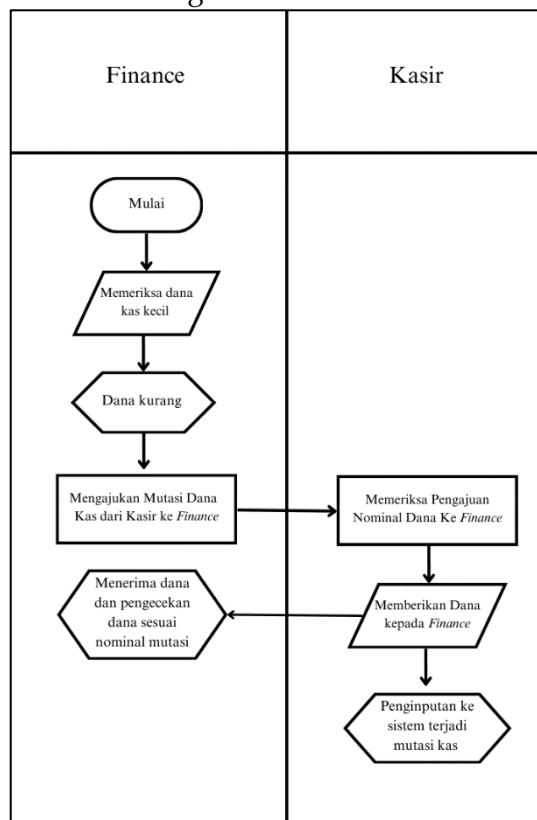 Finance
Kasir
Mulai
Memeriksa dana
kas kecil
Dana kurang
Mengajukan Mutasi Dana
Kas dari Kasir ke Finance
Memeriksa Pengajuan
Nominal Dana Ke Finance
Menerima dana
dan pengecekan
dana sesuai
nominal mutasi
Memberikan Dana
kepada Finance
Penginputan ke
sistem terjadi
mutasi kas